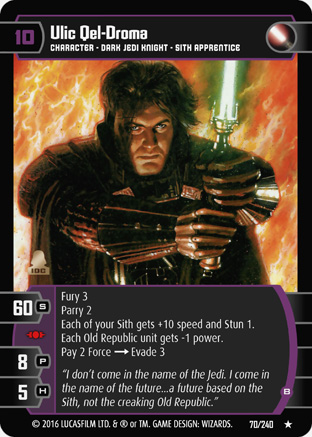 10
Ulic Qel-Droma
CHARACTER - DARK JEDI KNIGHT - SITH APPRENTICE
IDC
60 S
8 P
5 H
Fury 3
Parry 2
Each of your Sith gets +10 speed and Stun 1.
Each Old Republic unit gets -1 power.
Pay 2 Force → Evade 3
“I don’t come in the name of the Jedi. I come in
the name of the future...a future based on the
Sith, not the creaking Old Republic.”
B
© 2016 LUCASFILM LTD. & ® or TM. GAME DESIGN: WIZARDS. 70/240 ★